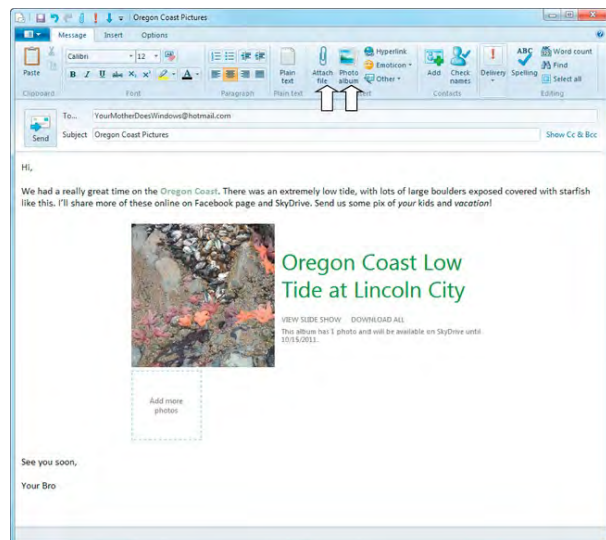 Oregon Coast Pictures
Message Insert Options
Calibri 12
Hyperlink
Word count
Emoticon
Find
Paste
B I U abc X₂ X² A
Plain text
Attach file
Photo album
Other
Add
Check names
Delivery
ABC Spelling
Select all
Clipboard Font Paragraph Plain text Contacts Editing
To... YourMotherDoesWindows@hotmail.com
Send
Subject Oregon Coast Pictures Show Cc & Bcc
Hi,
We had a really great time on the Oregon Coast. There was an extremely low tide, with lots of large boulders exposed covered with starfish
like this. I'll share more of these online on Facebook page and SkyDrive. Send us some pix of your kids and vacation!
Oregon Coast Low
Tide at Lincoln City
VIEW SLIDE SHOW DOWNLOAD ALL
This album has 1 photo and will be available on SkyDrive until
10/15/2011.
Add more
photos
See you soon,
Your Bro